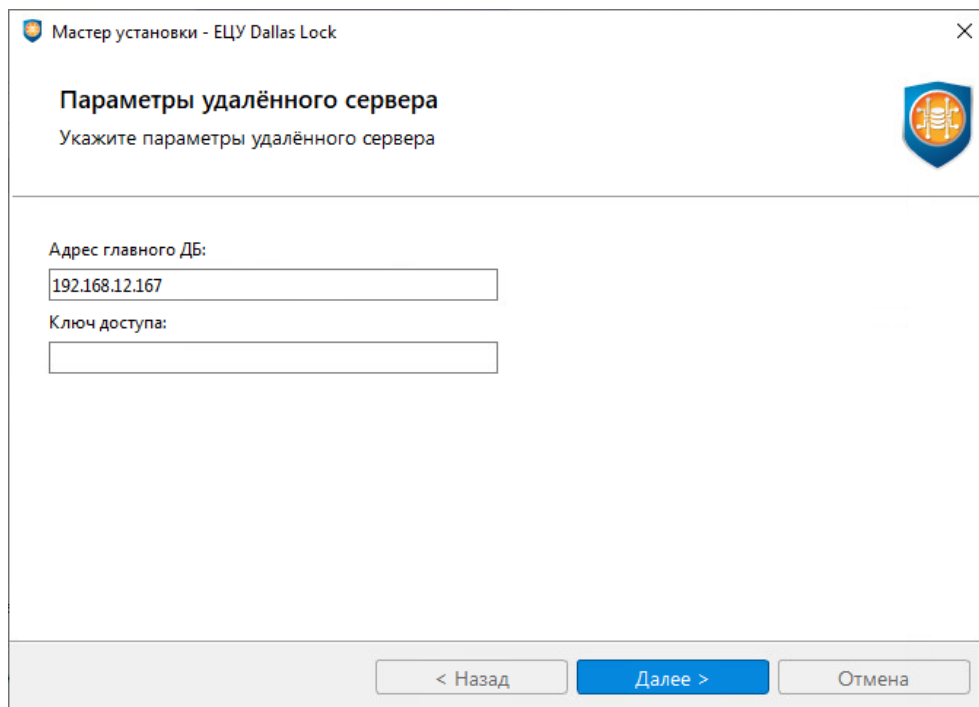 Мастер установки - ЕЦУ Dallas Lock
Параметры удалённого сервера
Укажите параметры удалённого сервера
Адрес главного ДБ:
192.168.12.167
Ключ доступа:
< Назад
Далее >
Отмена